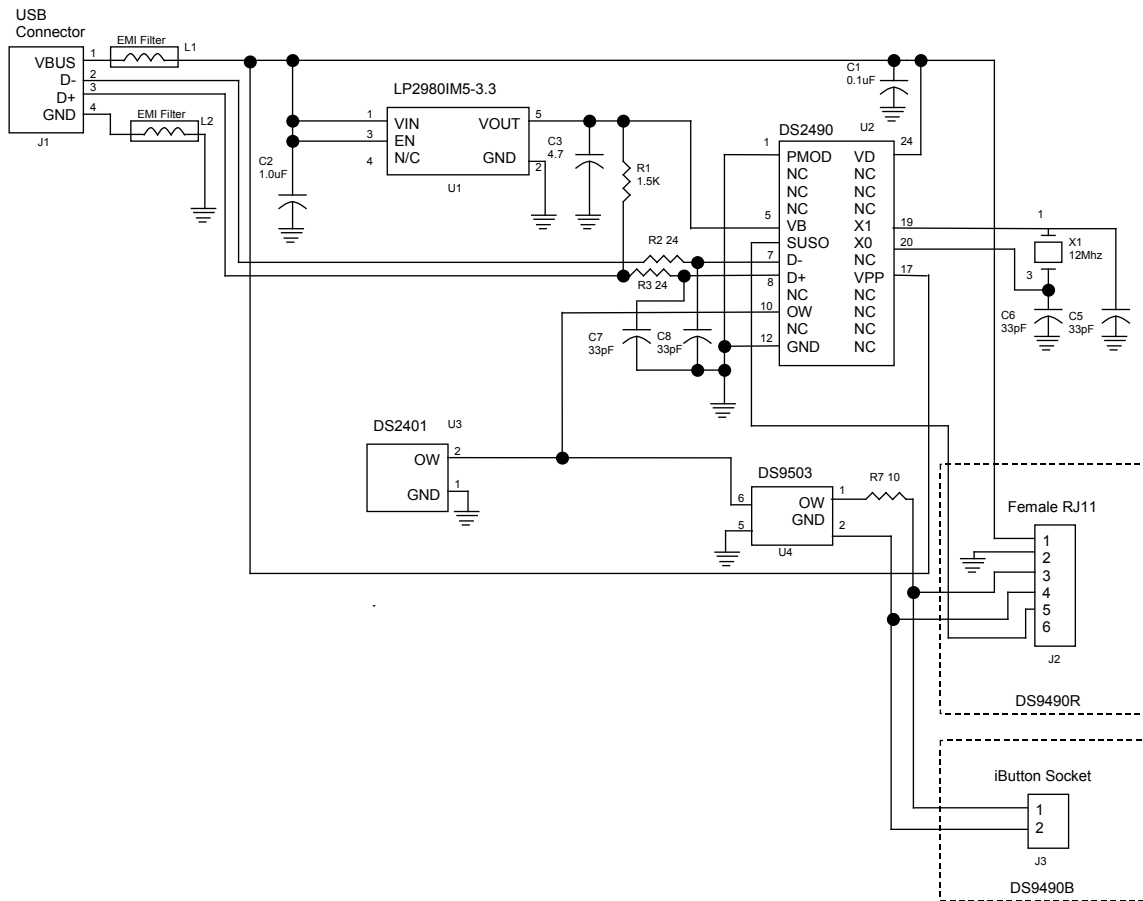 USB
Connector
EMI Filter
L1
VBUS
1
D-
2
D+
3
GND
4
J1
EMI Filter
L2
C1
0.1uF
LP2980IM5-3.3
1
VIN
VOUT
5
3
EN
4
N/C
GND
2
U1
C2
1.0uF
C3
4.7
R1
1.5K
DS2490
U2
1
PMOD
VD
24
NC
NC
NC
NC
NC
NC
5
VB
X1
19
SUSO
X0
20
7
D-
NC
D+
VPP
17
8
NC
NC
10
OW
NC
NC
NC
12
GND
NC
R2 24
R3 24
1
X1
12Mhz
3
C6
33pF
C5
33pF
C7
33pF
C8
33pF
DS2401
U3
OW
2
GND
1
DS9503
6
OW
1
GND
5
2
U4
R7 10
Female RJ11
1
2
3
4
5
6
J2
DS9490R
iButton Socket
1
2
J3
DS9490B